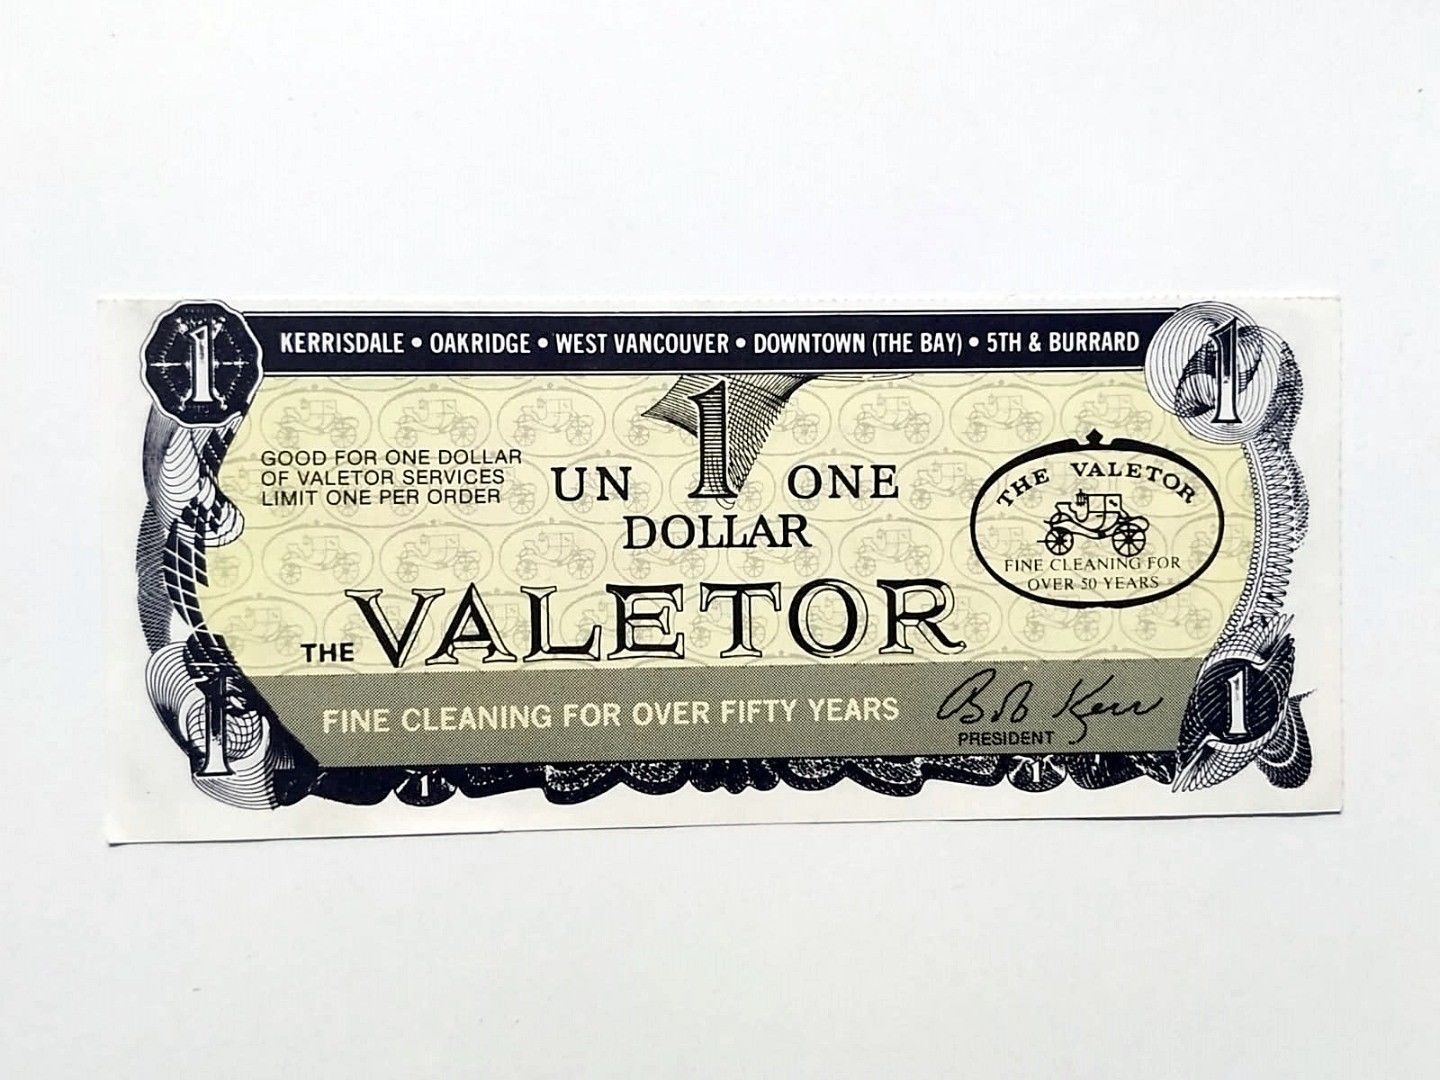 1 KERRISDALE • OAKRIDGE • WEST VANCOUVER • DOWNTOWN (THE BAY) • 5TH & BURRARD 1
GOOD FOR ONE DOLLAR
OF VALETOR SERVICES
LIMIT ONE PER ORDER
UN 1 ONE
DOLLAR
THE VALETOR
FINE CLEANING FOR
OVER 50 YEARS
THE VALETOR
1 FINE CLEANING FOR OVER FIFTY YEARS Bob Kerr 1
PRESIDENT
1 1